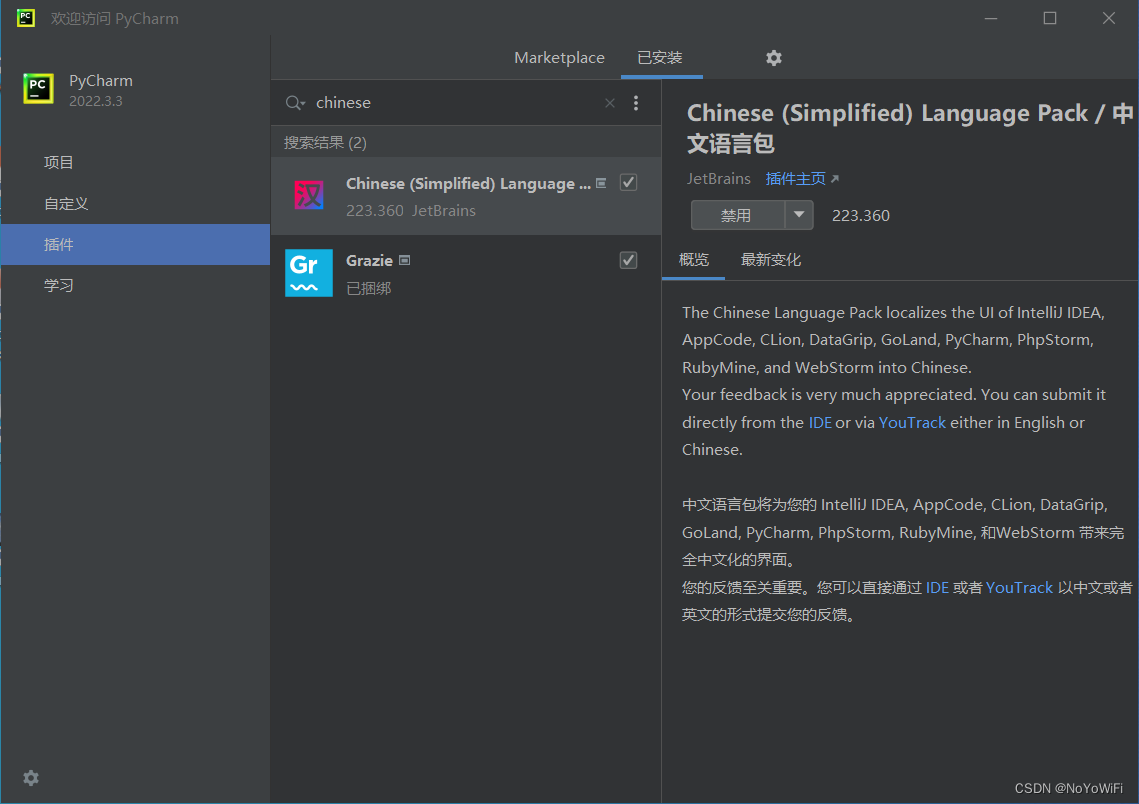 欢迎访问 PyCharm
PyCharm
2022.3.3
项目
自定义
插件
学习
Marketplace
已安装
chinese
搜索结果 (2)
汉
Chinese (Simplified) Language ...
223.360 JetBrains
Gr
Grazie
已捆绑
Chinese (Simplified) Language Pack / 中
文语言包
JetBrains 插件主页
禁用 223.360
概览 最新变化
The Chinese Language Pack localizes the UI of IntelliJ IDEA,
AppCode, CLion, DataGrip, GoLand, PyCharm, PhpStorm,
RubyMine, and WebStorm into Chinese.
Your feedback is very much appreciated. You can submit it
directly from the IDE or via YouTrack either in English or
Chinese.
中文语言包将为您的 IntelliJ IDEA, AppCode, CLion, DataGrip,
GoLand, PyCharm, PhpStorm, RubyMine, 和WebStorm 带来完
全中文化的界面。
您的反馈至关重要。您可以直接通过 IDE 或者 YouTrack 以中文或者
英文的形式提交您的反馈。
CSDN @NoYoWiFi
PC
PC